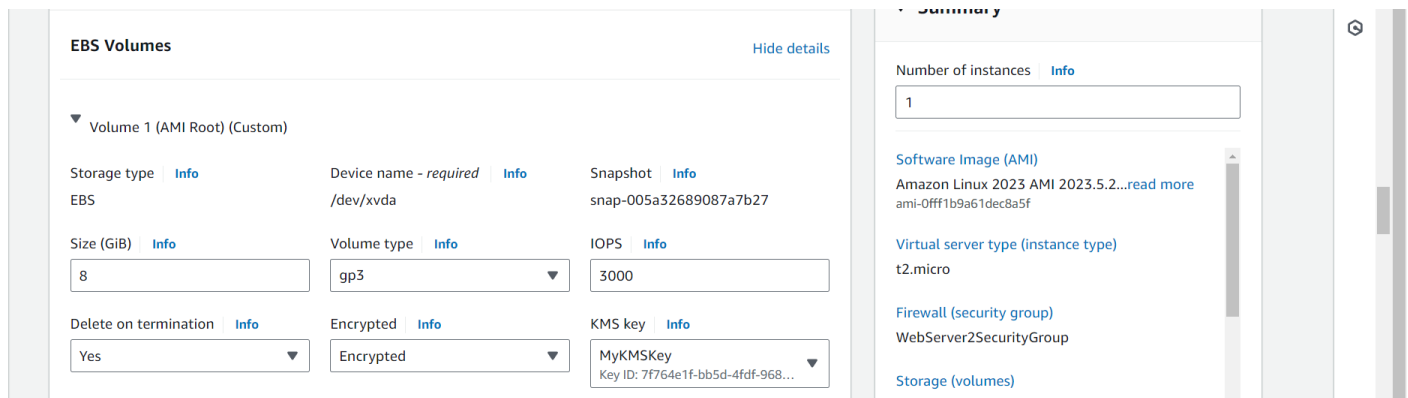 Summary
EBS Volumes
Hide details
Volume 1 (AMI Root) (Custom)
Storage type Info
EBS
Device name - required Info
/dev/xvda
Snapshot Info
snap-005a32689087a7b27
Size (GiB) Info
8
Volume type Info
gp3
IOPS Info
3000
Delete on termination Info
Yes
Encrypted Info
Encrypted
KMS key Info
MyKMSKey
Key ID: 7f764e1f-bb5d-4fdf-968...
Number of instances Info
1
Software Image (AMI)
Amazon Linux 2023 AMI 2023.5.2...read more
ami-0fff1b9a61dec8a5f
Virtual server type (instance type)
t2.micro
Firewall (security group)
WebServer2SecurityGroup
Storage (volumes)